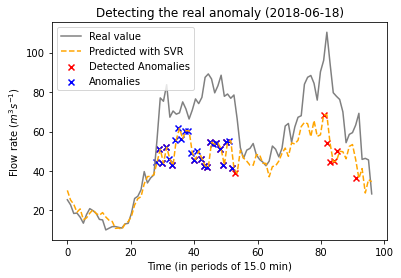 Detecting the real anomaly (2018-06-18)
Real value
Predicted with SVR
Detected Anomalies
Anomalies
Flow rate (m³s⁻¹)
100
80
60
40
20
0 20 40 60 80 100
Time (in periods of 15.0 min)